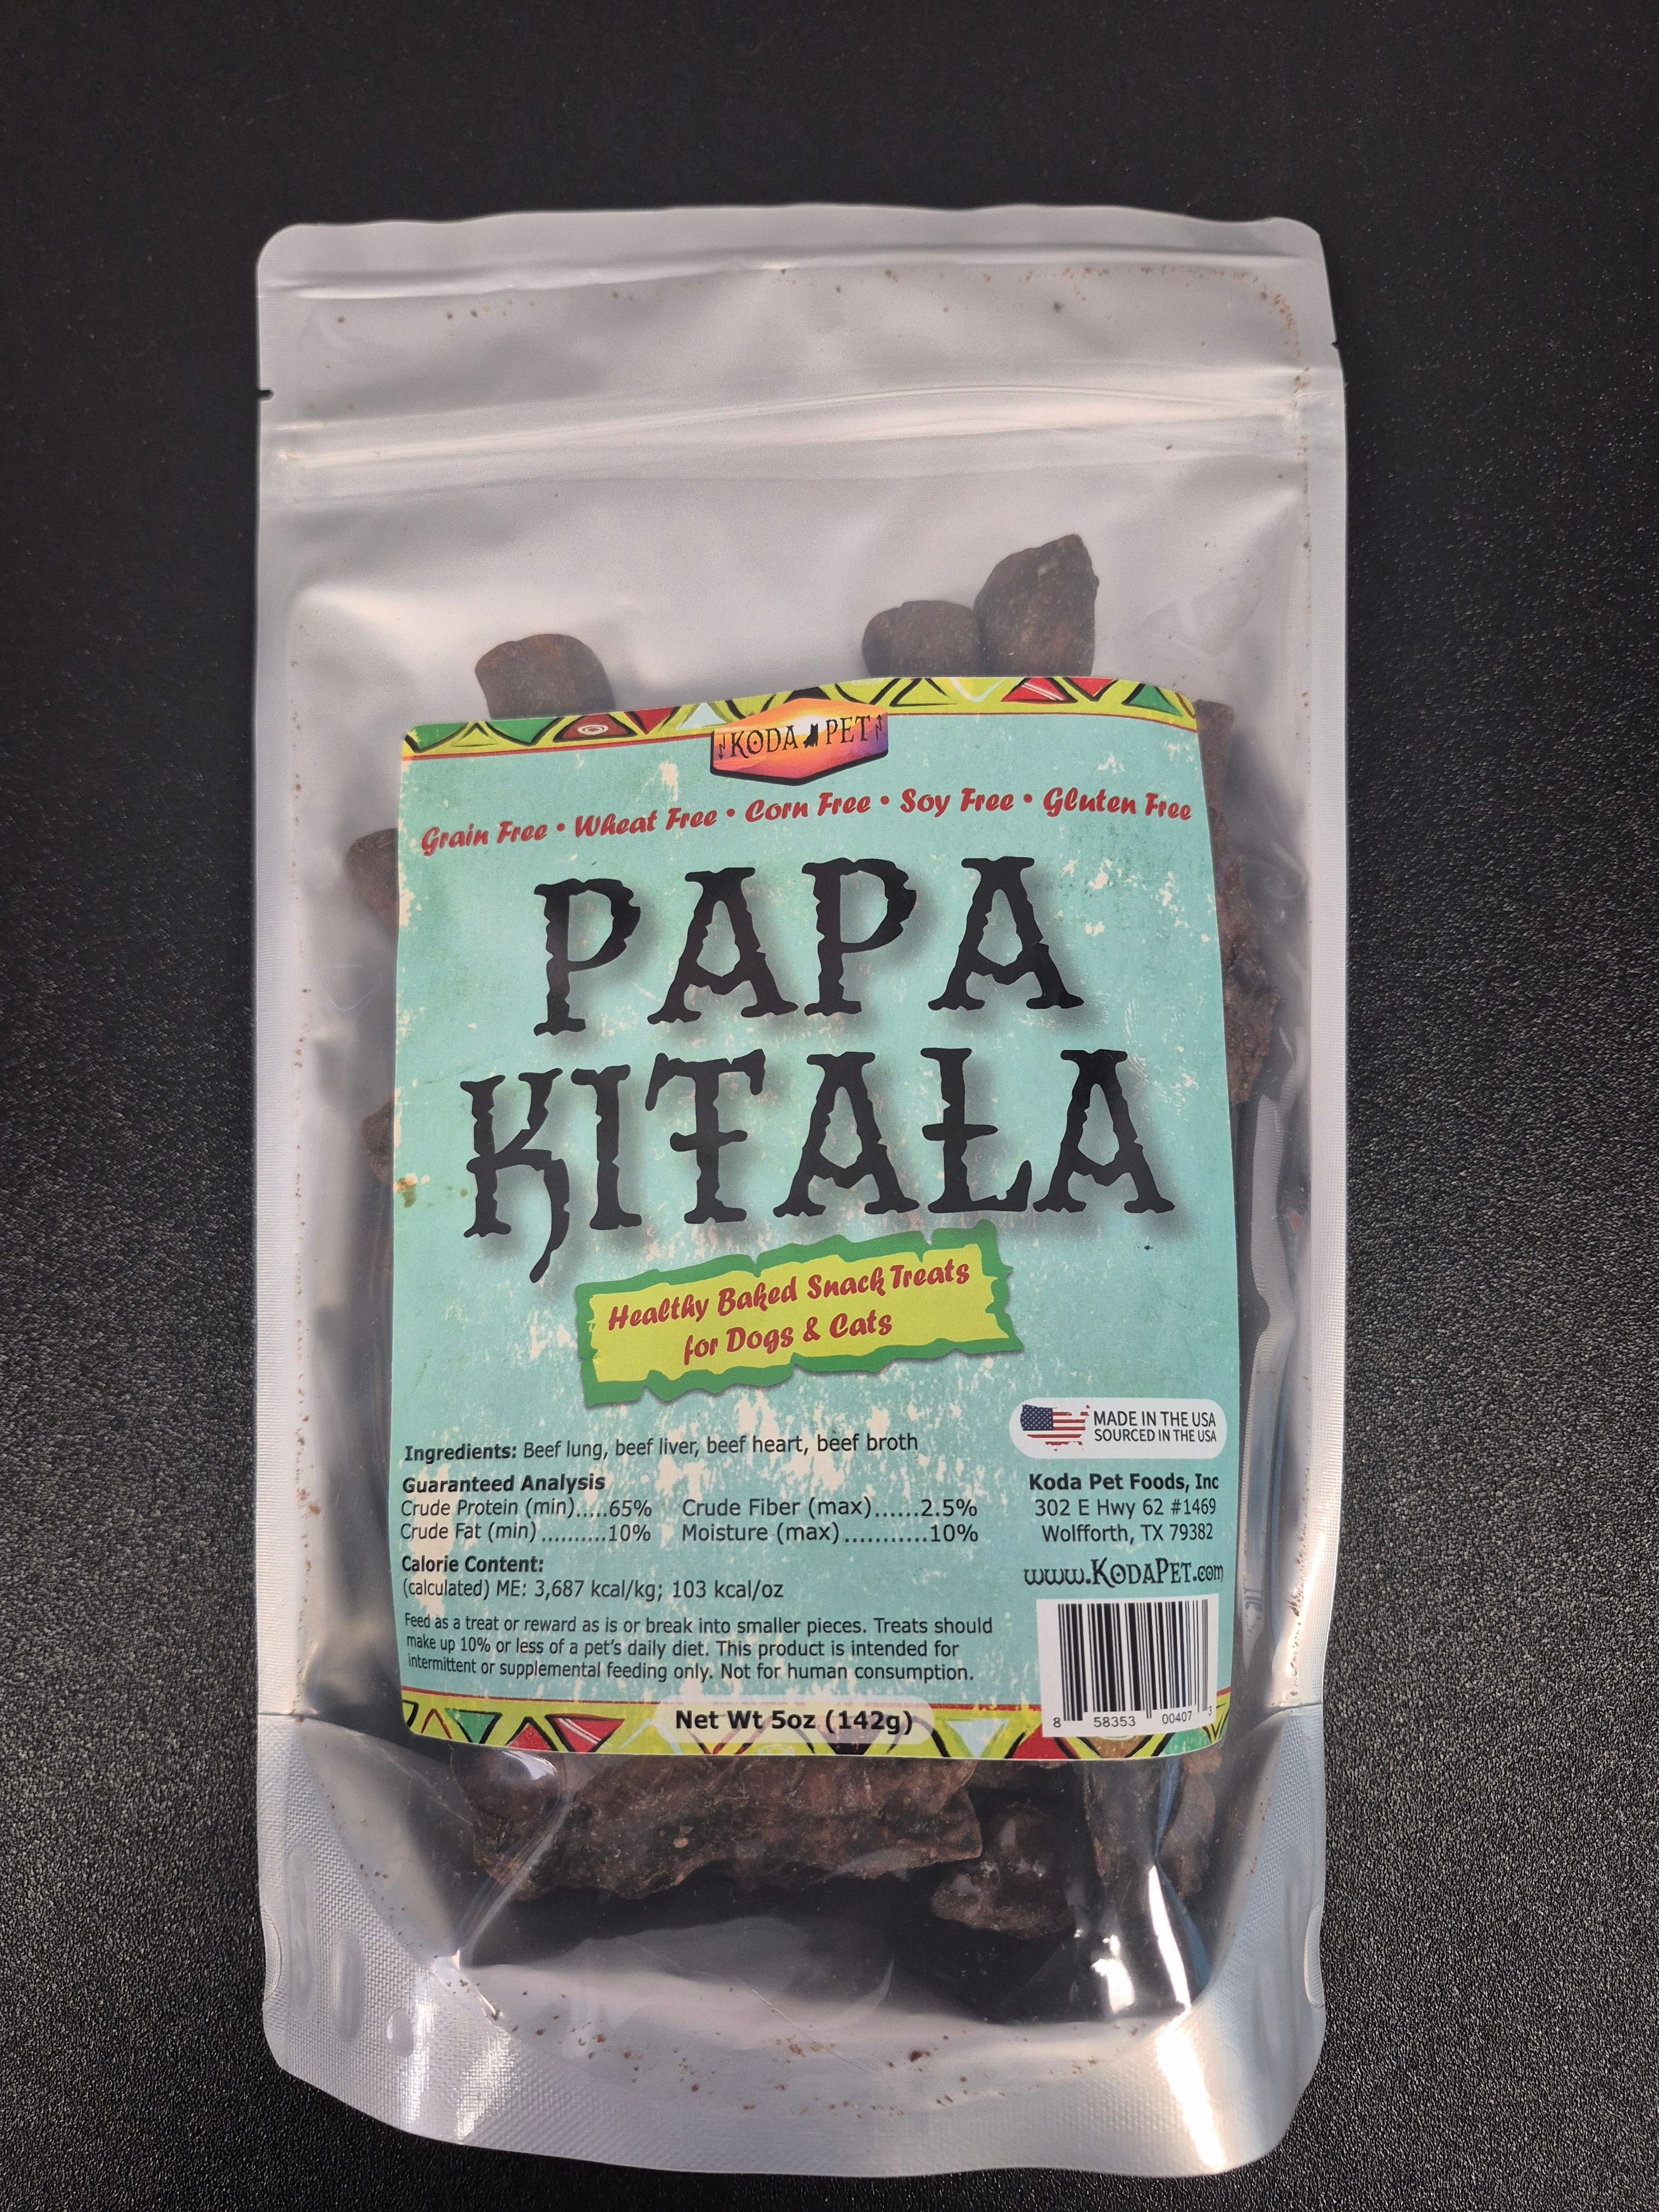 KODA PET
Grain Free • Wheat Free • Corn Free • Soy Free • Gluten Free
PAPA
KITAŁA
Healthy Baked Snack Treats
for Dogs & Cats
MADE IN THE USA
SOURCED IN THE USA
Ingredients: Beef lung, beef liver, beef heart, beef broth
Guaranteed Analysis
Crude Protein (min).....65% Crude Fiber (max)......2.5%
Crude Fat (min)..........10% Moisture (max)...........10%
Calorie Content:
(calculated) ME: 3,687 kcal/kg; 103 kcal/oz
Feed as a treat or reward as is or break into smaller pieces. Treats should
make up 10% or less of a pet's daily diet. This product is intended for
intermittent or supplemental feeding only. Not for human consumption.
Koda Pet Foods, Inc
302 E Hwy 62 #1469
Wolfforth, TX 79382
www.KodaPet.com
8 58353 00407 3
Net Wt 5oz (142g)